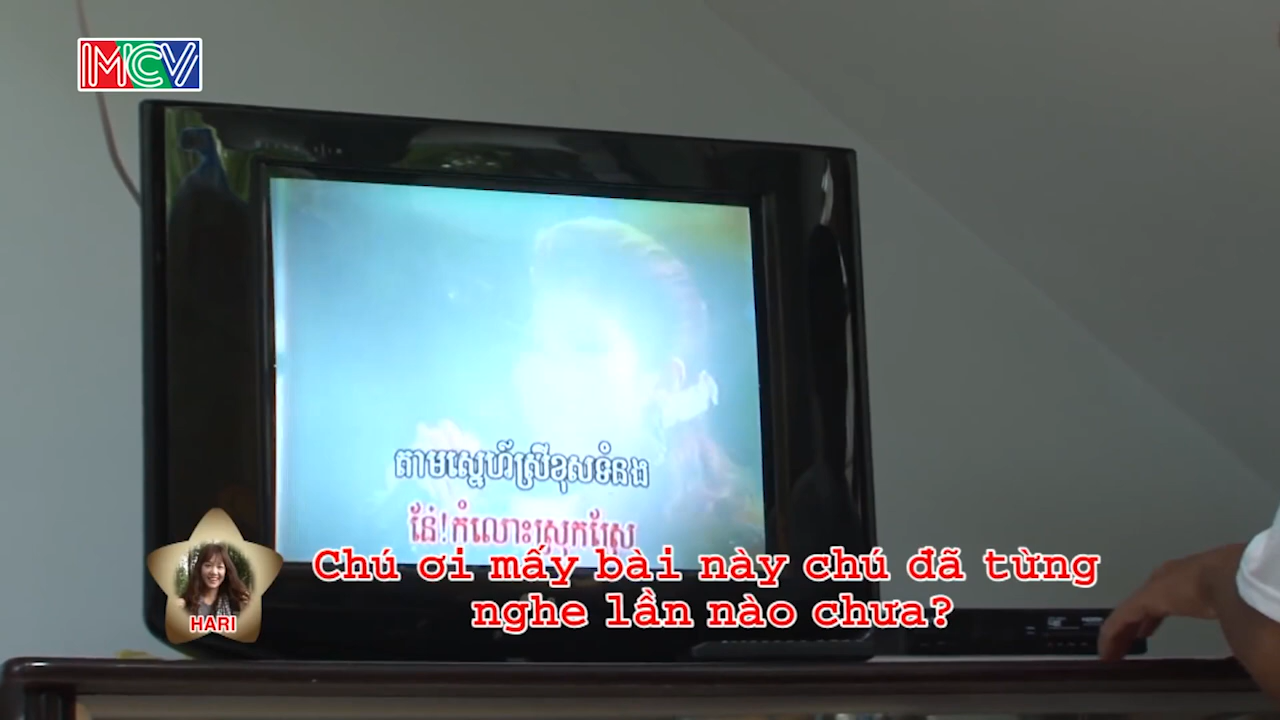 MCV
តាមស្នេហ៍ស្រីខុសទំនង
នែ៎!កំលោះស្រុកស្រែ
Chú ơi mấy bài này chú đã từng
nghe lần nào chưa?
HARI